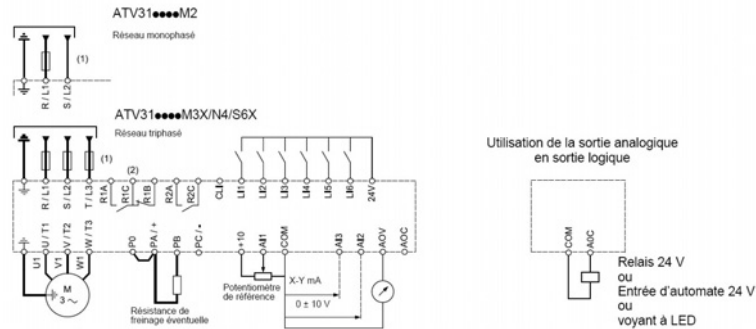 ATV31●●●●M2
Réseau monophasé
(1)
R / L1
S / L2
ATV31●●●●M3X/N4/S6X
Réseau triphasé
(1)
(2)
R / L1
S / L2
T / L3
R1A
R1C
R1B
R2A
R2C
CLI
LI1
LI2
LI3
LI4
LI5
LI6
24V
U / T1
V / T2
W / T3
P0
PA / +
PB
PC / -
+10
AI1
COM
AI3
AI2
AOV
AOC
U1
V1
W1
M
3 ~
Résistance de
freinage éventuelle
Potentiomètre
de référence
X-Y mA
0 ± 10 V
Utilisation de la sortie analogique
en sortie logique
COM
AOC
Relais 24 V
ou
Entrée d'automate 24 V
ou
voyant à LED